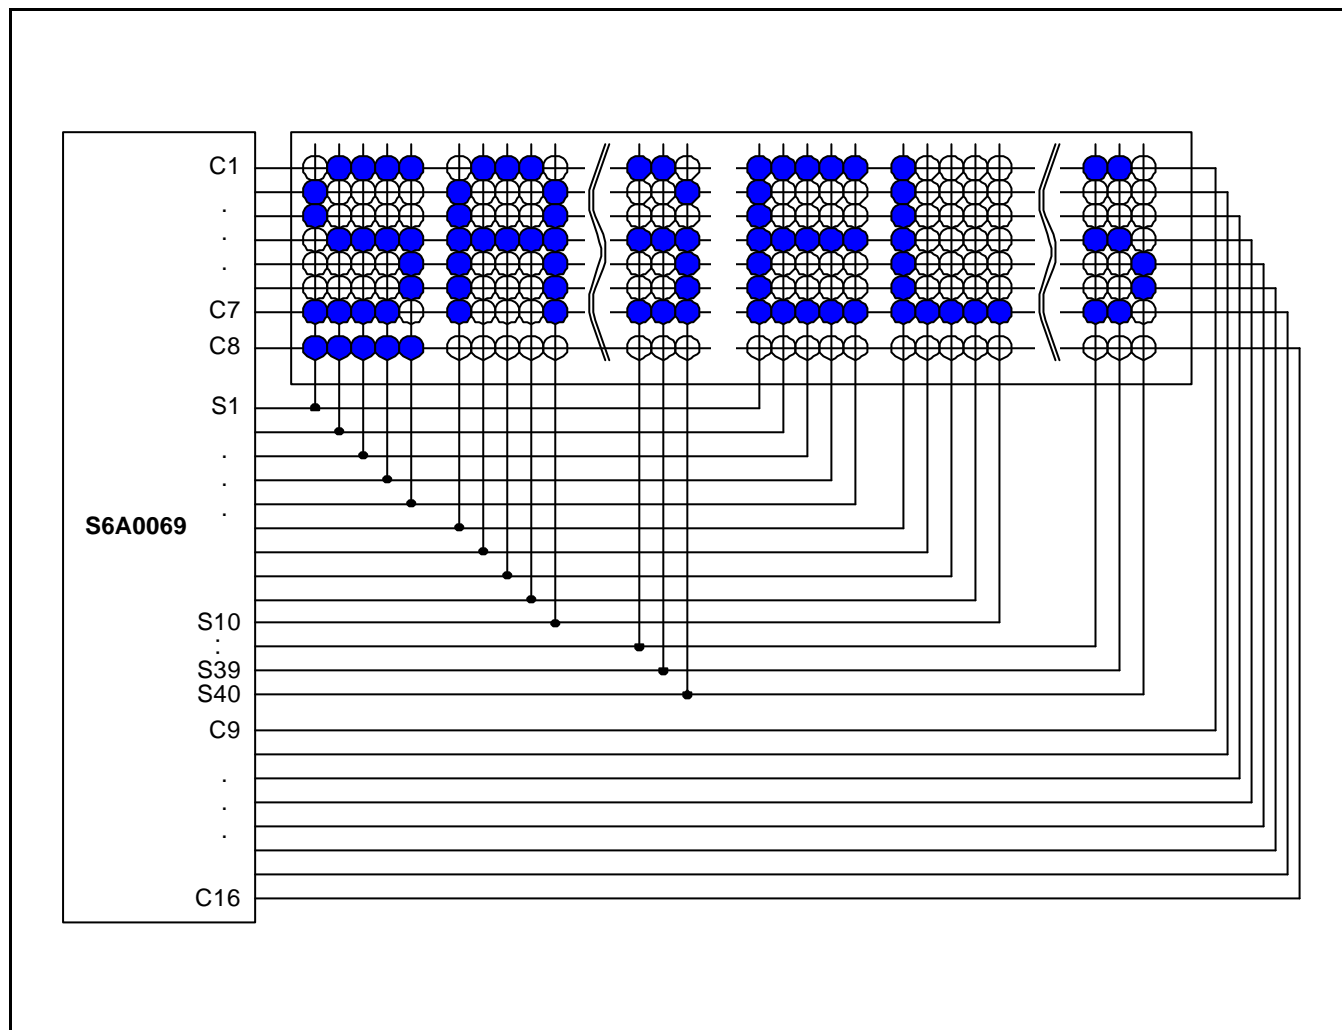 C1
.
.
.
C7
C8
S1
.
.
.
S6A0069
S10
:
S39
S40
C9
.
.
.
C16